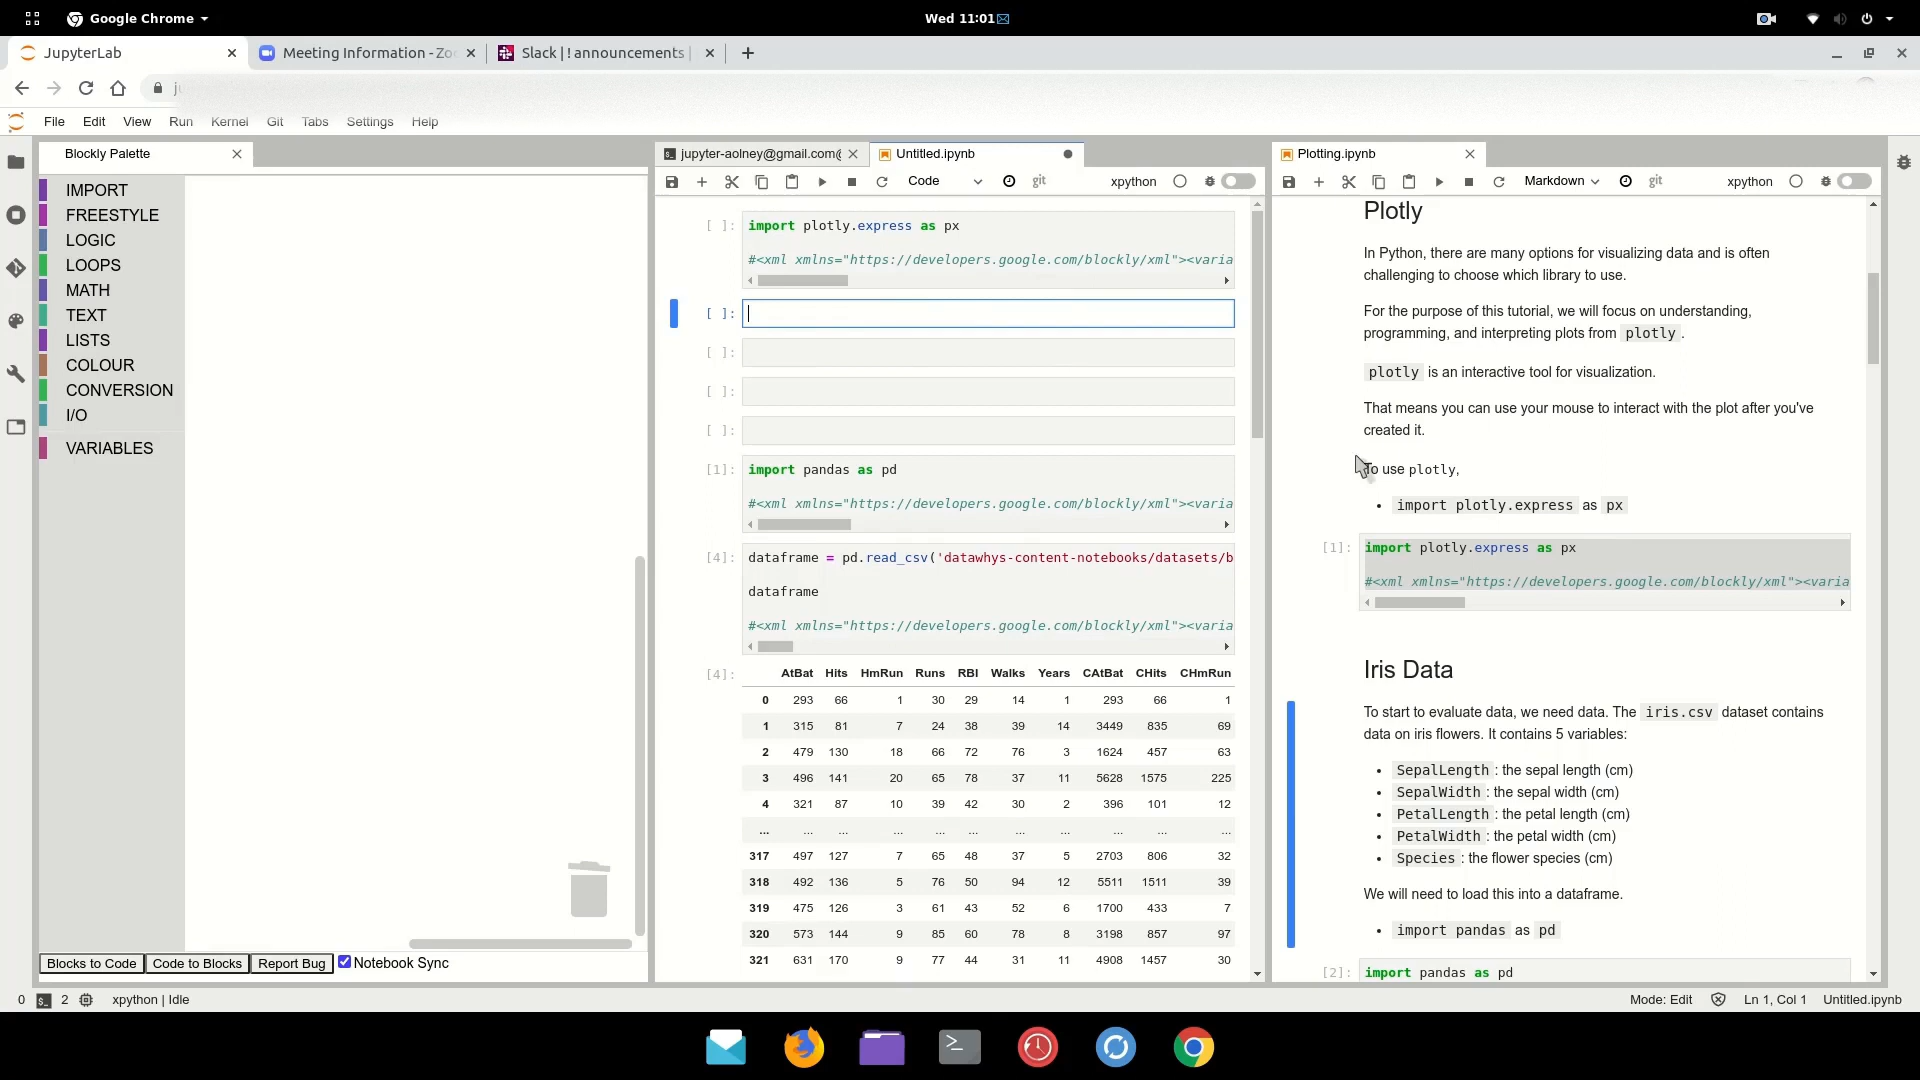 Google Chrome
Wed 11:01
JupyterLab
Meeting Information - Zo
Slack | ! announcements |
File Edit View Run Kernel Git Tabs Settings Help
Blockly Palette
jupyter-aolney@gmail.com
Untitled.ipynb
Plotting.ipynb
Code
git
xpython
Markdown
git
xpython
IMPORT
FREESTYLE
LOGIC
LOOPS
MATH
TEXT
LISTS
COLOUR
CONVERSION
I/O
VARIABLES
Blocks to Code
Code to Blocks
Report Bug
Notebook Sync
[ ]: import plotly.express as px
#<xml xmlns="https://developers.google.com/blockly/xml"><varia
[ ]:
[ ]:
[ ]:
[ ]:
[1]: import pandas as pd
#<xml xmlns="https://developers.google.com/blockly/xml"><varia
[4]: dataframe = pd.read_csv('datawhys-content-notebooks/datasets/b
dataframe
#<xml xmlns="https://developers.google.com/blockly/xml"><varia
[4]: AtBat Hits HmRun Runs RBI Walks Years CAtBat CHits CHmRun
0 293 66 1 30 29 14 1 293 66 1
1 315 81 7 24 38 39 14 3449 835 69
2 479 130 18 66 72 76 3 1624 457 63
3 496 141 20 65 78 37 11 5628 1575 225
4 321 87 10 39 42 30 2 396 101 12
... ... ... ... ... ... ... ... ... ... ...
317 497 127 7 65 48 37 5 2703 806 32
318 492 136 5 76 50 94 12 5511 1511 39
319 475 126 3 61 43 52 6 1700 433 7
320 573 144 9 85 60 78 8 3198 857 97
321 631 170 9 77 44 31 11 4908 1457 30
Plotly
In Python, there are many options for visualizing data and is often
challenging to choose which library to use.
For the purpose of this tutorial, we will focus on understanding,
programming, and interpreting plots from plotly .
plotly is an interactive tool for visualization.
That means you can use your mouse to interact with the plot after you've
created it.
To use plotly,
• import plotly.express as px
[1]: import plotly.express as px
#<xml xmlns="https://developers.google.com/blockly/xml"><varia
Iris Data
To start to evaluate data, we need data. The iris.csv dataset contains
data on iris flowers. It contains 5 variables:
• SepalLength : the sepal length (cm)
• SepalWidth : the sepal width (cm)
• PetalLength : the petal length (cm)
• PetalWidth : the petal width (cm)
• Species : the flower species (cm)
We will need to load this into a dataframe.
• import pandas as pd
[2]: import pandas as pd
0 2 xpython | Idle
Mode: Edit Ln 1, Col 1 Untitled.ipynb